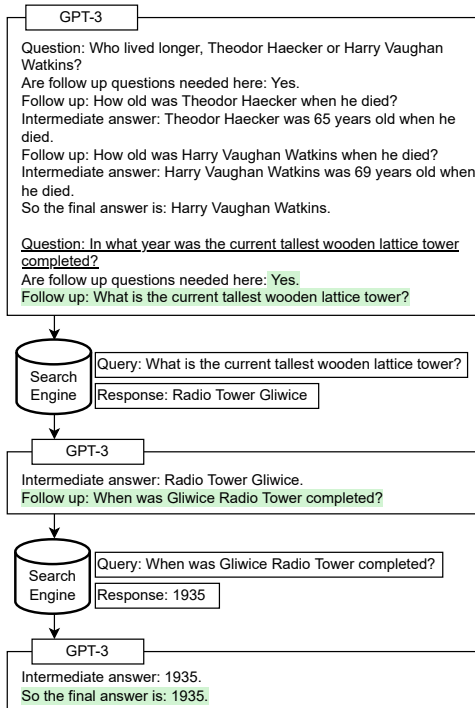 GPT-3
Question: Who lived longer, Theodor Haecker or Harry Vaughan
Watkins?
Are follow up questions needed here: Yes.
Follow up: How old was Theodor Haecker when he died?
Intermediate answer: Theodor Haecker was 65 years old when he
died.
Follow up: How old was Harry Vaughan Watkins when he died?
Intermediate answer: Harry Vaughan Watkins was 69 years old when
he died.
So the final answer is: Harry Vaughan Watkins.
Question: In what year was the current tallest wooden lattice tower
completed?
Are follow up questions needed here: Yes.
Follow up: What is the current tallest wooden lattice tower?
Search
Engine
Query: What is the current tallest wooden lattice tower?
Response: Radio Tower Gliwice
GPT-3
Intermediate answer: Radio Tower Gliwice.
Follow up: When was Gliwice Radio Tower completed?
Search
Engine
Query: When was Gliwice Radio Tower completed?
Response: 1935
GPT-3
Intermediate answer: 1935.
So the final answer is: 1935.